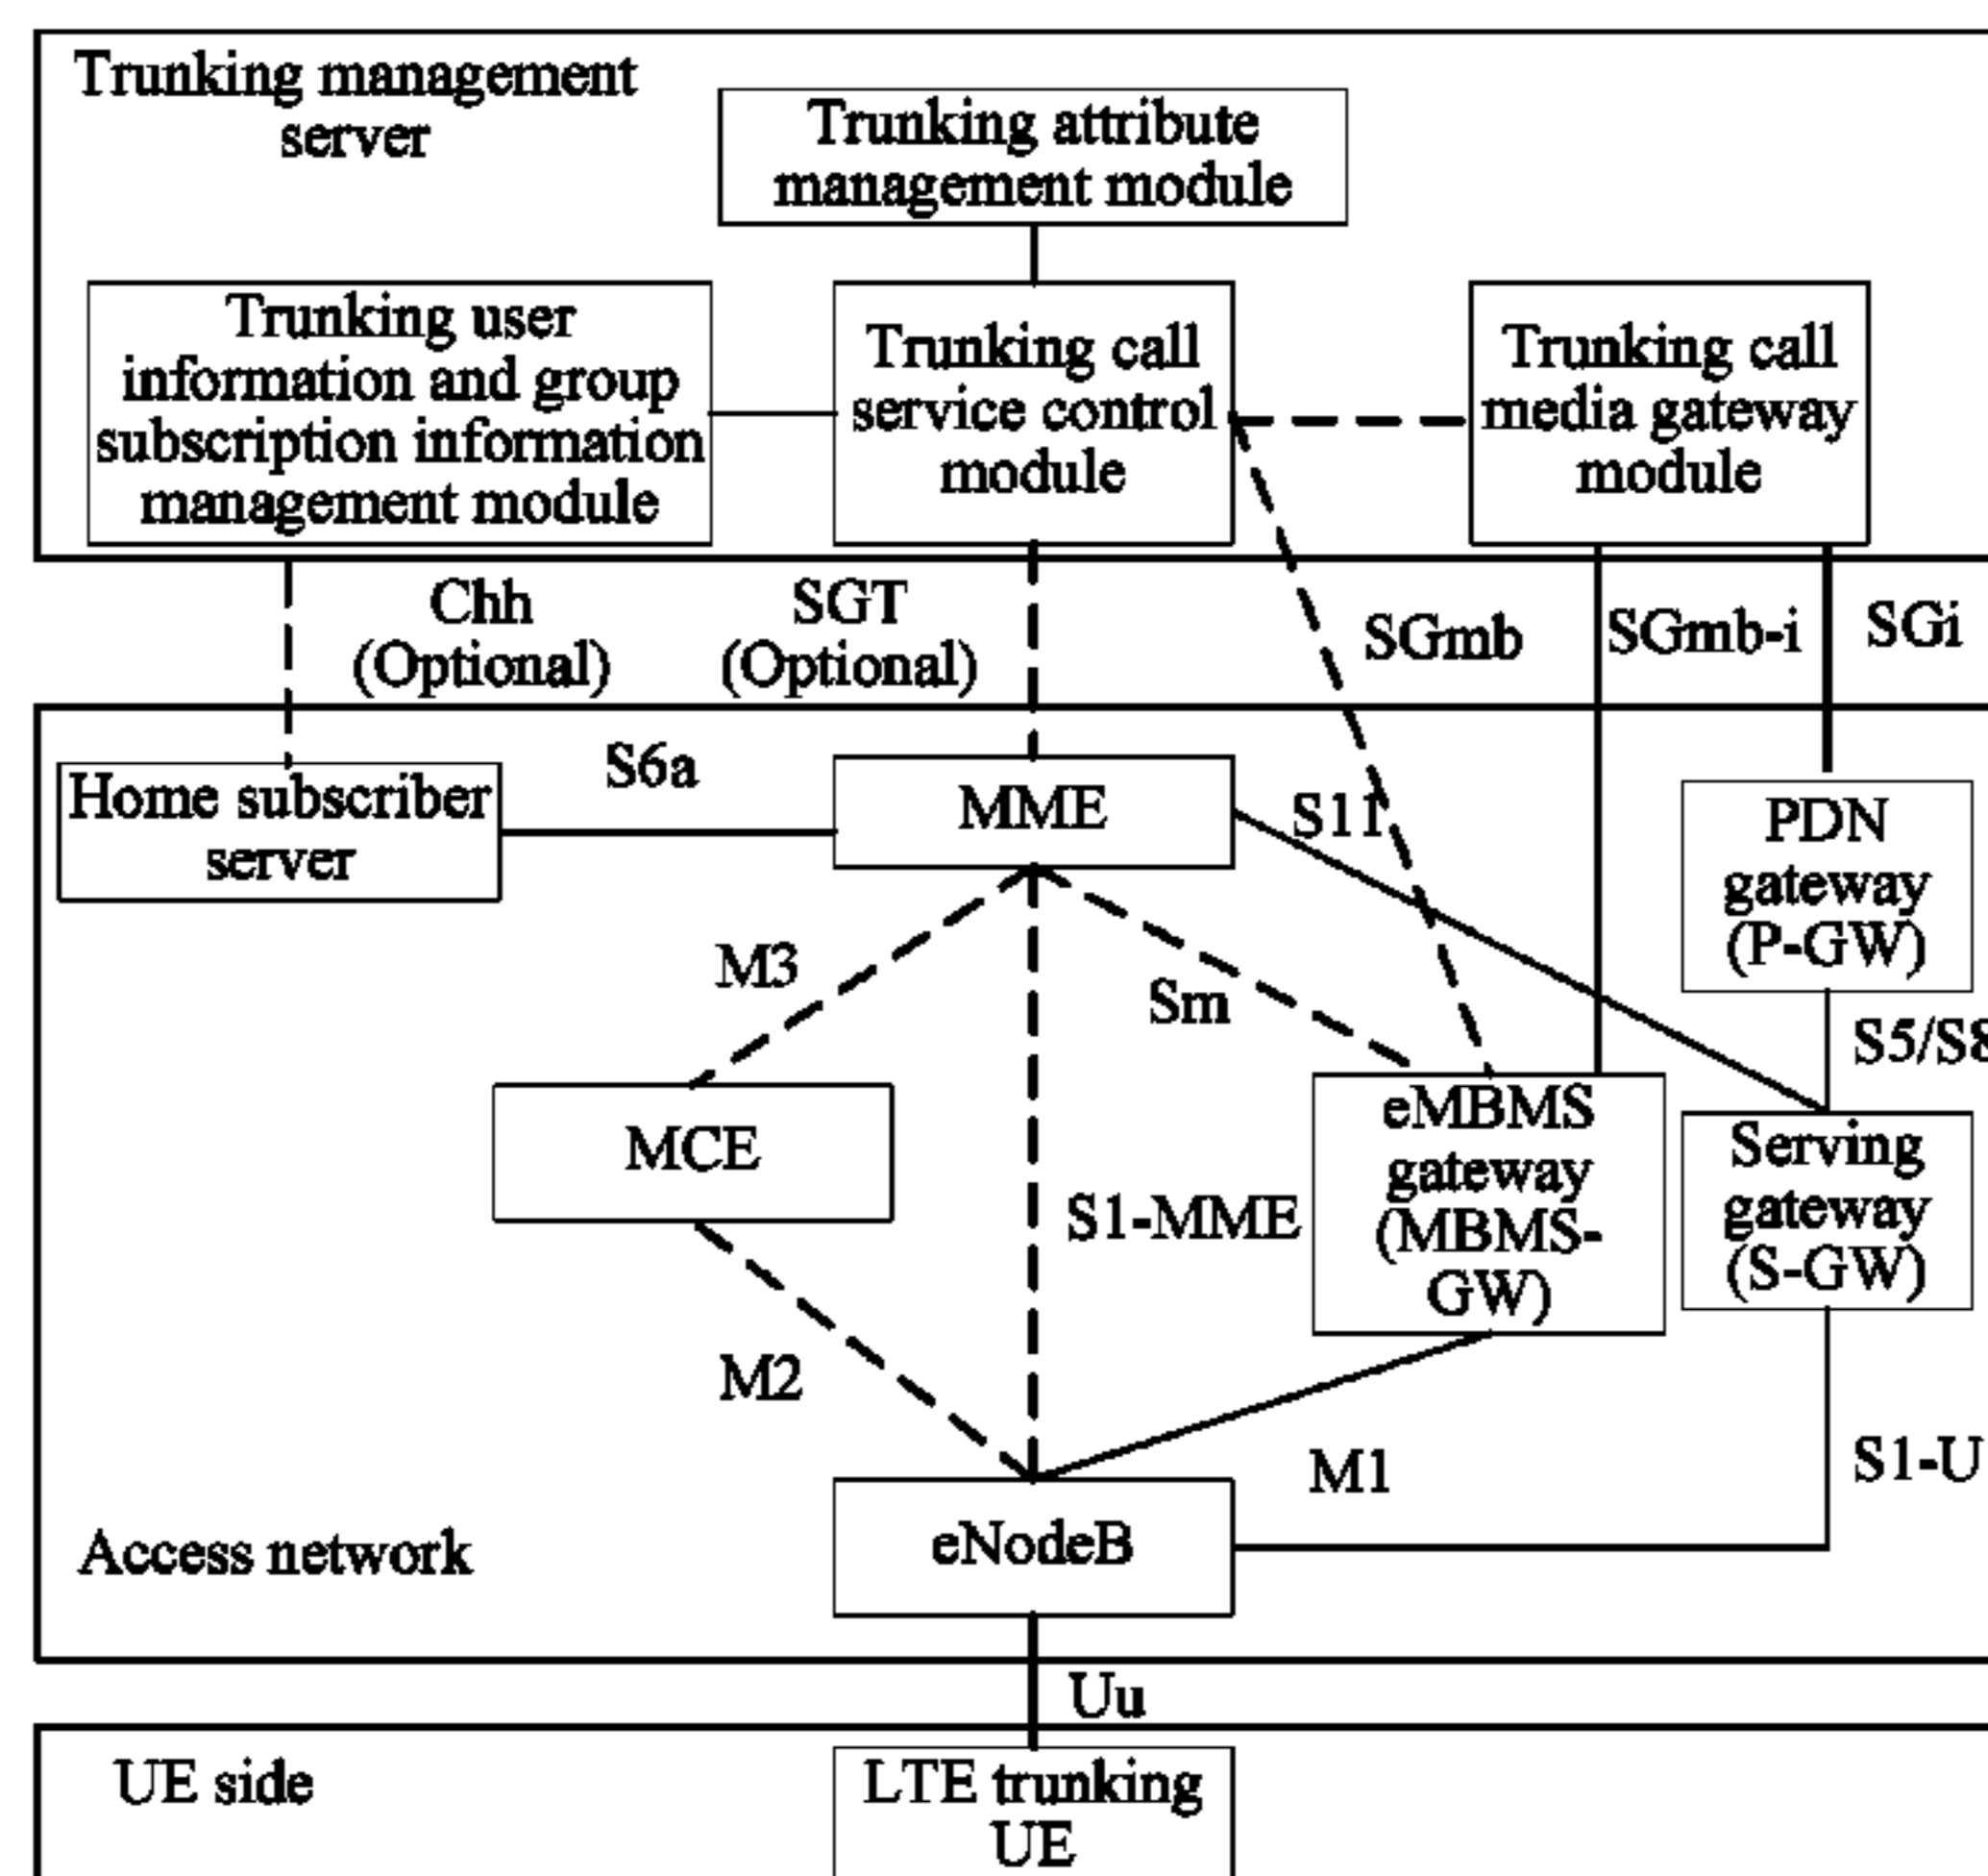 Trunking management
server
Trunking attribute
management module
Trunking user
information and group
subscription information
management module
Trunking call
service control
module
Trunking call
media gateway
module
Chh
(Optional)
SGT
(Optional)
SGmb
SGmb-i
SGi
Home subscriber
server
S6a
MME
S11
PDN
gateway
(P-GW)
M3
Sm
S5/S8
MCE
S1-MME
eMBMS
gateway
(MBMS-
GW)
Serving
gateway
(S-GW)
M2
M1
S1-U
eNodeB
Access network
Uu
UE side
LTE trunking
UE